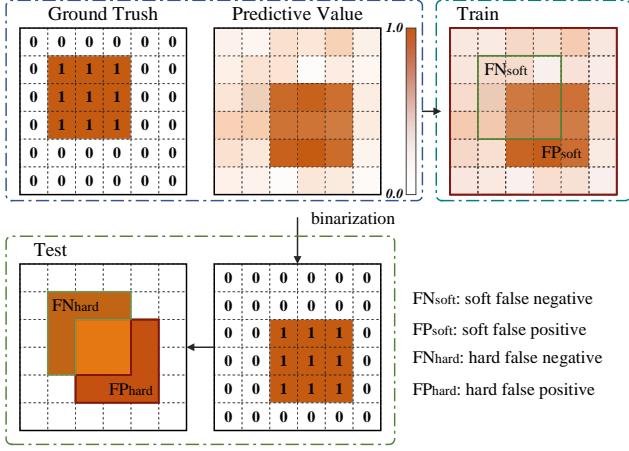 Ground Trush
Predictive Value
Train
1.0
0 0 0 0 0 0
0 1 1 1 0 0
0 1 1 1 0 0
0 1 1 1 0 0
0 0 0 0 0 0
0 0 0 0 0 0
0.0
FNsoft
FPsoft
binarization
Test
FNhard
FPhard
0 0 0 0 0 0
0 0 0 0 0 0
0 0 1 1 1 0
0 0 1 1 1 0
0 0 1 1 1 0
0 0 0 0 0 0
FNsoft: soft false negative
FPsoft: soft false positive
FNhard: hard false negative
FPhard: hard false positive